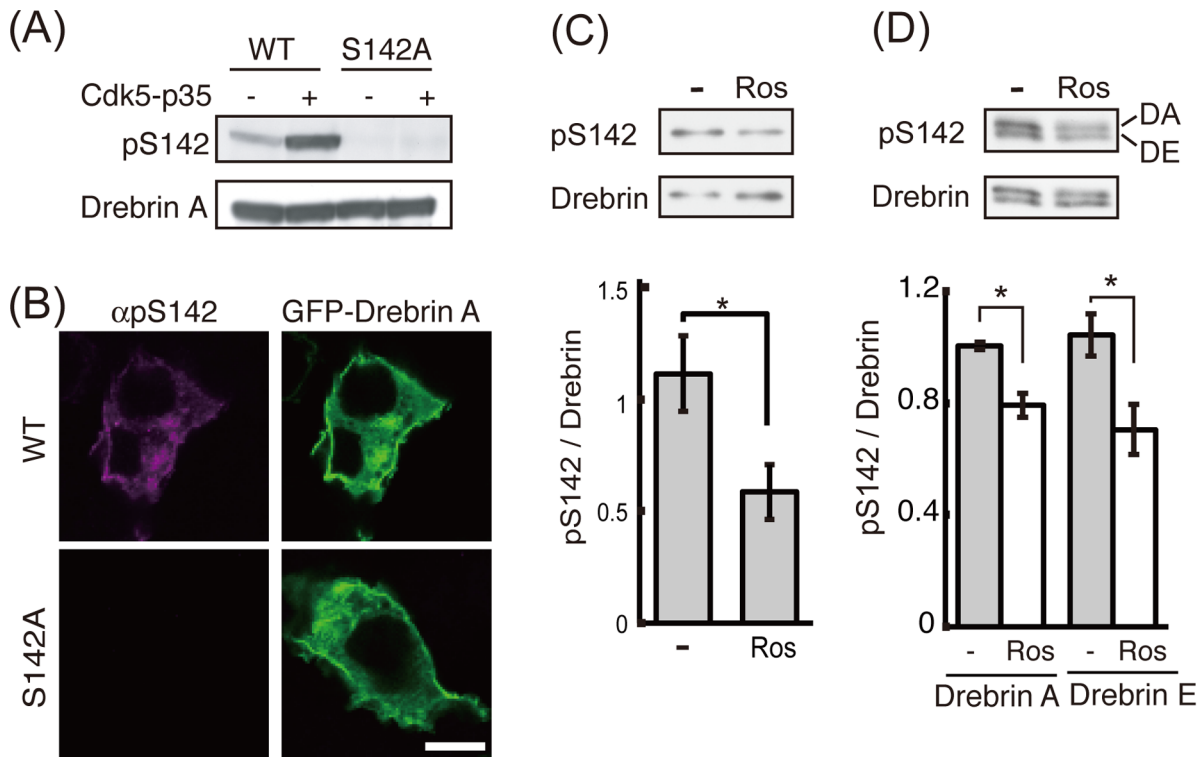 (A)
WT S142A
Cdk5-p35 - + - +
pS142
Drebrin A
(B)
αpS142 GFP-Drebrin A
WT
S142A
(C)
- Ros
pS142
Drebrin
pS142 / Drebrin
1.5
1
0.5
0
*
- Ros
(D)
- Ros
pS142
DA
DE
Drebrin
pS142 / Drebrin
1.2
0.8
0.4
0
* *
- Ros - Ros
Drebrin A Drebrin E